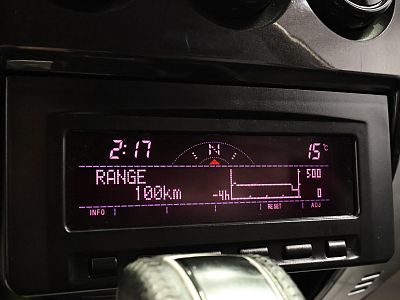 2:17 N 15°C
RANGE 500
100km -4h 0
INFO RESET ADJ